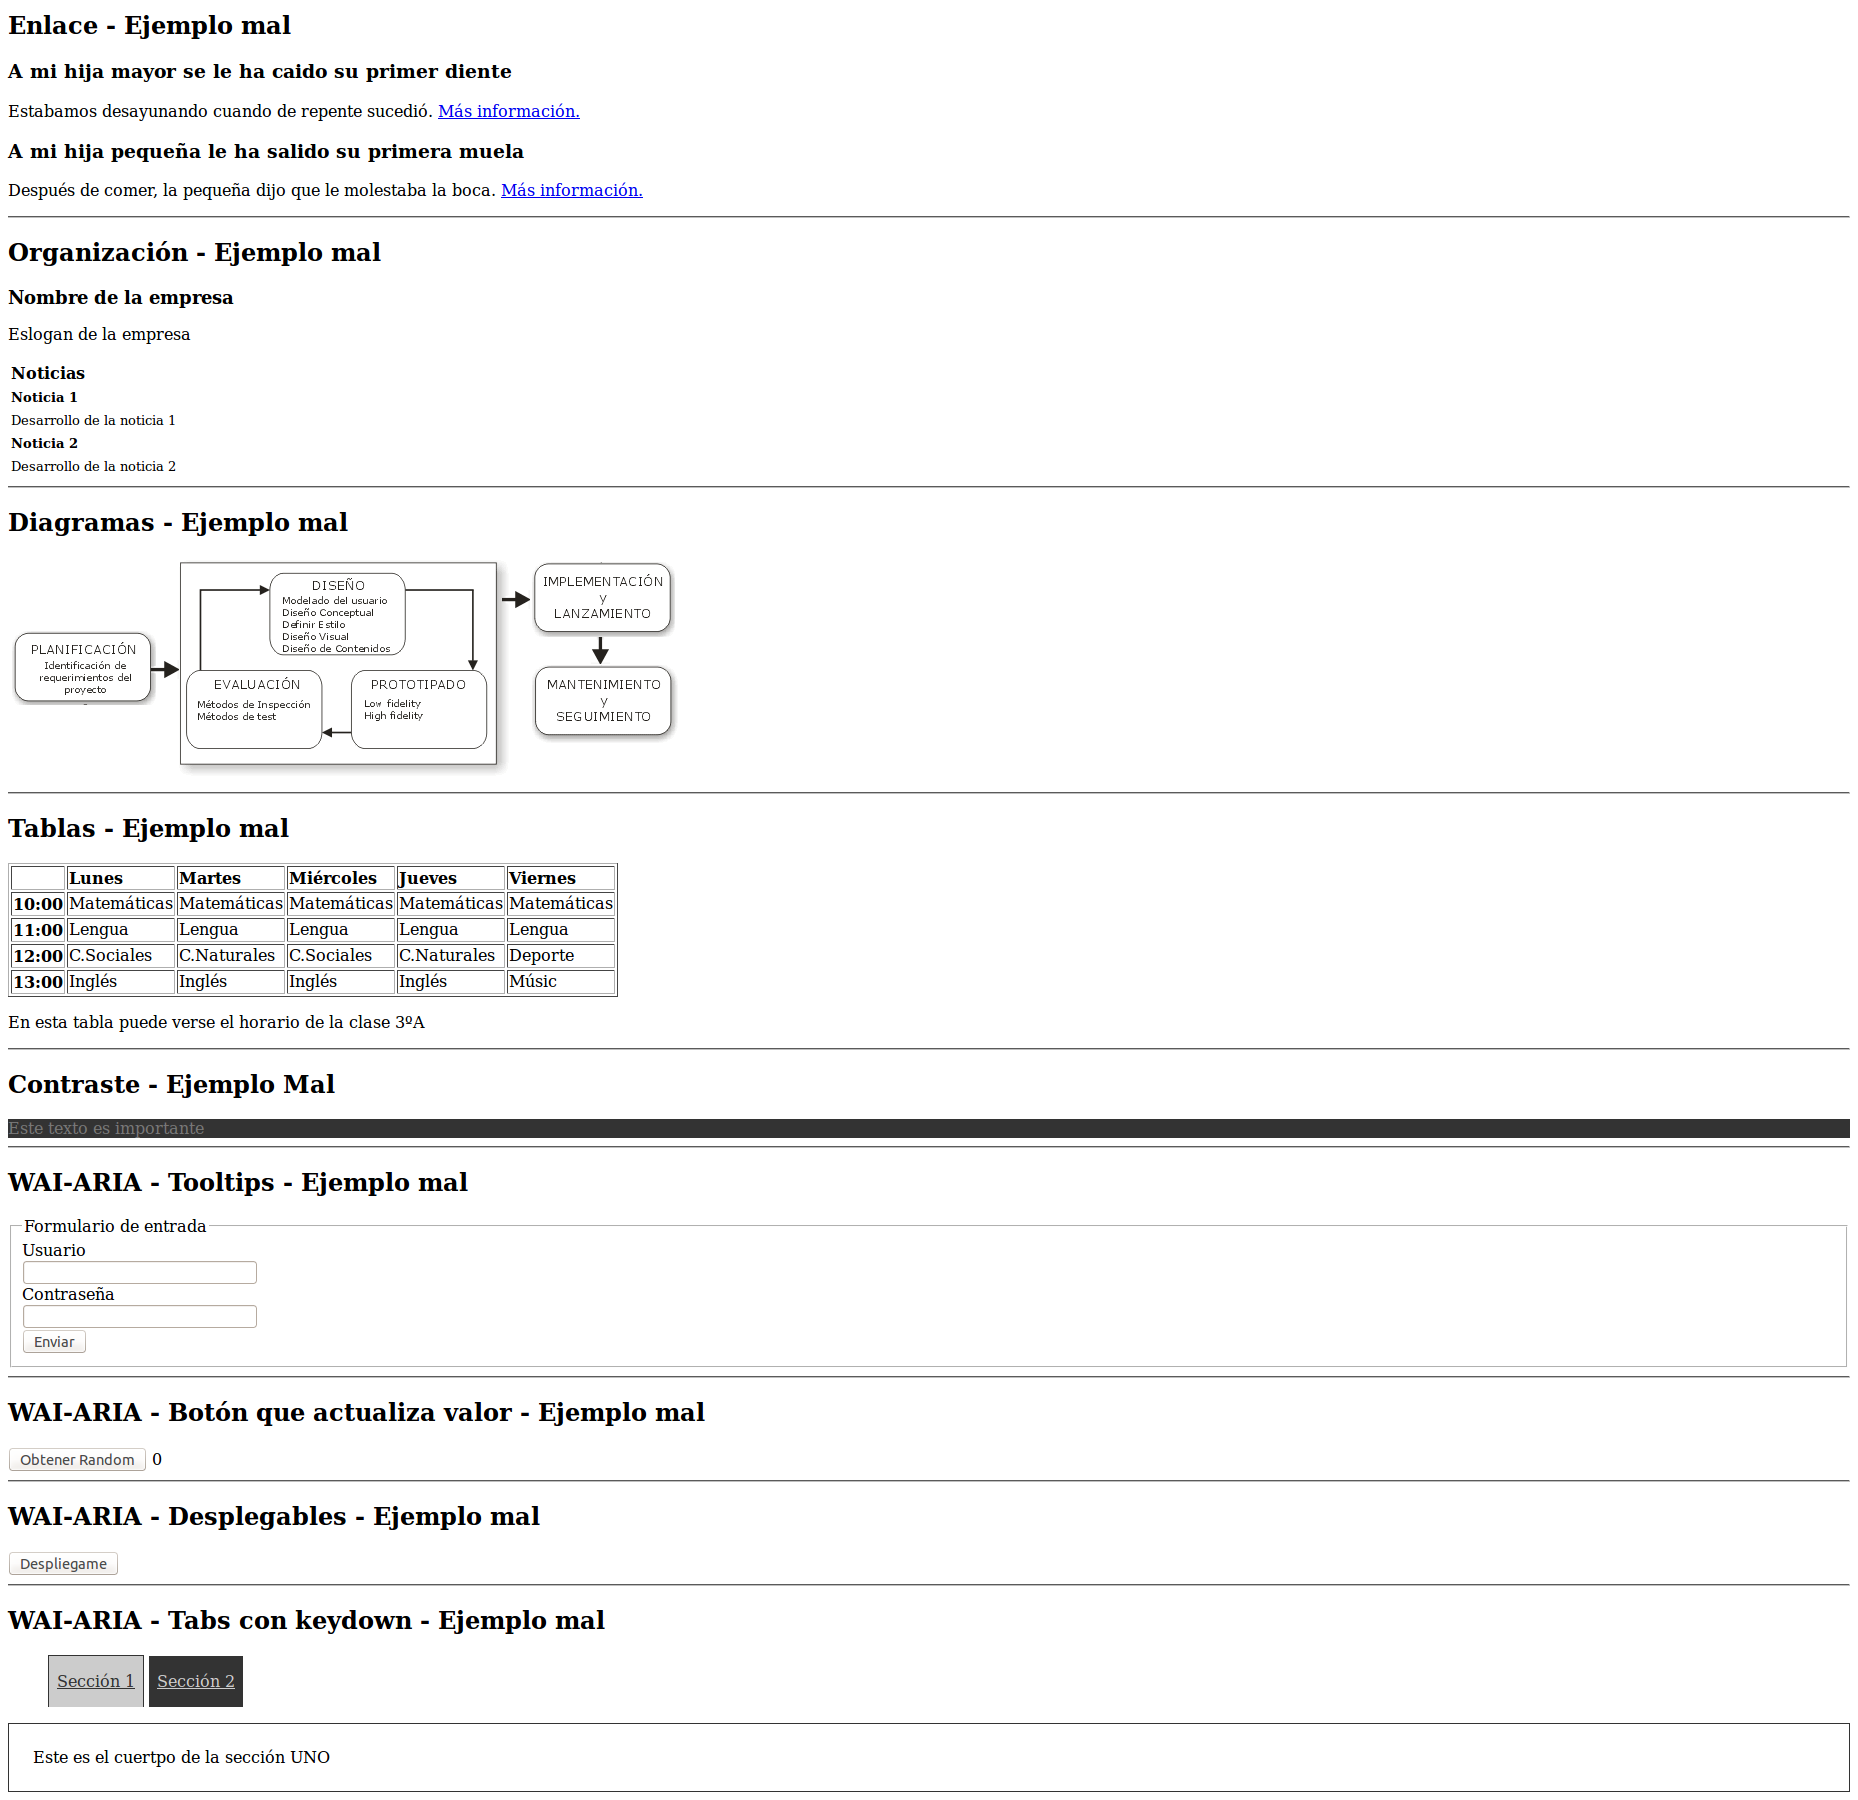 Enlace - Ejemplo mal
A mi hija mayor se le ha caido su primer diente
Estabamos desayunando cuando de repente sucedió. Más información.
A mi hija pequeña le ha salido su primera muela
Después de comer, la pequeña dijo que le molestaba la boca. Más información.
Organización - Ejemplo mal
Nombre de la empresa
Eslogan de la empresa
Noticias
Noticia 1
Desarrollo de la noticia 1
Noticia 2
Desarrollo de la noticia 2
Diagramas - Ejemplo mal
PLANIFICACIÓN
Identificación de
requerimientos del
proyecto
DISEÑO
Modelado del usuario
Diseño Conceptual
Definir Estilo
Diseño Visual
Diseño de Contenidos
EVALUACIÓN
Métodos de Inspección
Métodos de test
PROTOTIPADO
Low fidelity
High fidelity
IMPLEMENTACIÓN
y
LANZAMIENTO
MANTENIMIENTO
y
SEGUIMIENTO
Tablas - Ejemplo mal
Lunes Martes Miércoles Jueves Viernes
10:00 Matemáticas Matemáticas Matemáticas Matemáticas Matemáticas
11:00 Lengua Lengua Lengua Lengua Lengua
12:00 C.Sociales C.Naturales C.Sociales C.Naturales Deporte
13:00 Inglés Inglés Inglés Inglés Músic
En esta tabla puede verse el horario de la clase 3ºA
Contraste - Ejemplo Mal
Este texto es importante
WAI-ARIA - Tooltips - Ejemplo mal
Formulario de entrada
Usuario
Contraseña
Enviar
WAI-ARIA - Botón que actualiza valor - Ejemplo mal
Obtener Random 0
WAI-ARIA - Desplegables - Ejemplo mal
Despliegame
WAI-ARIA - Tabs con keydown - Ejemplo mal
Sección 1 Sección 2
Este es el cuertpo de la sección UNO